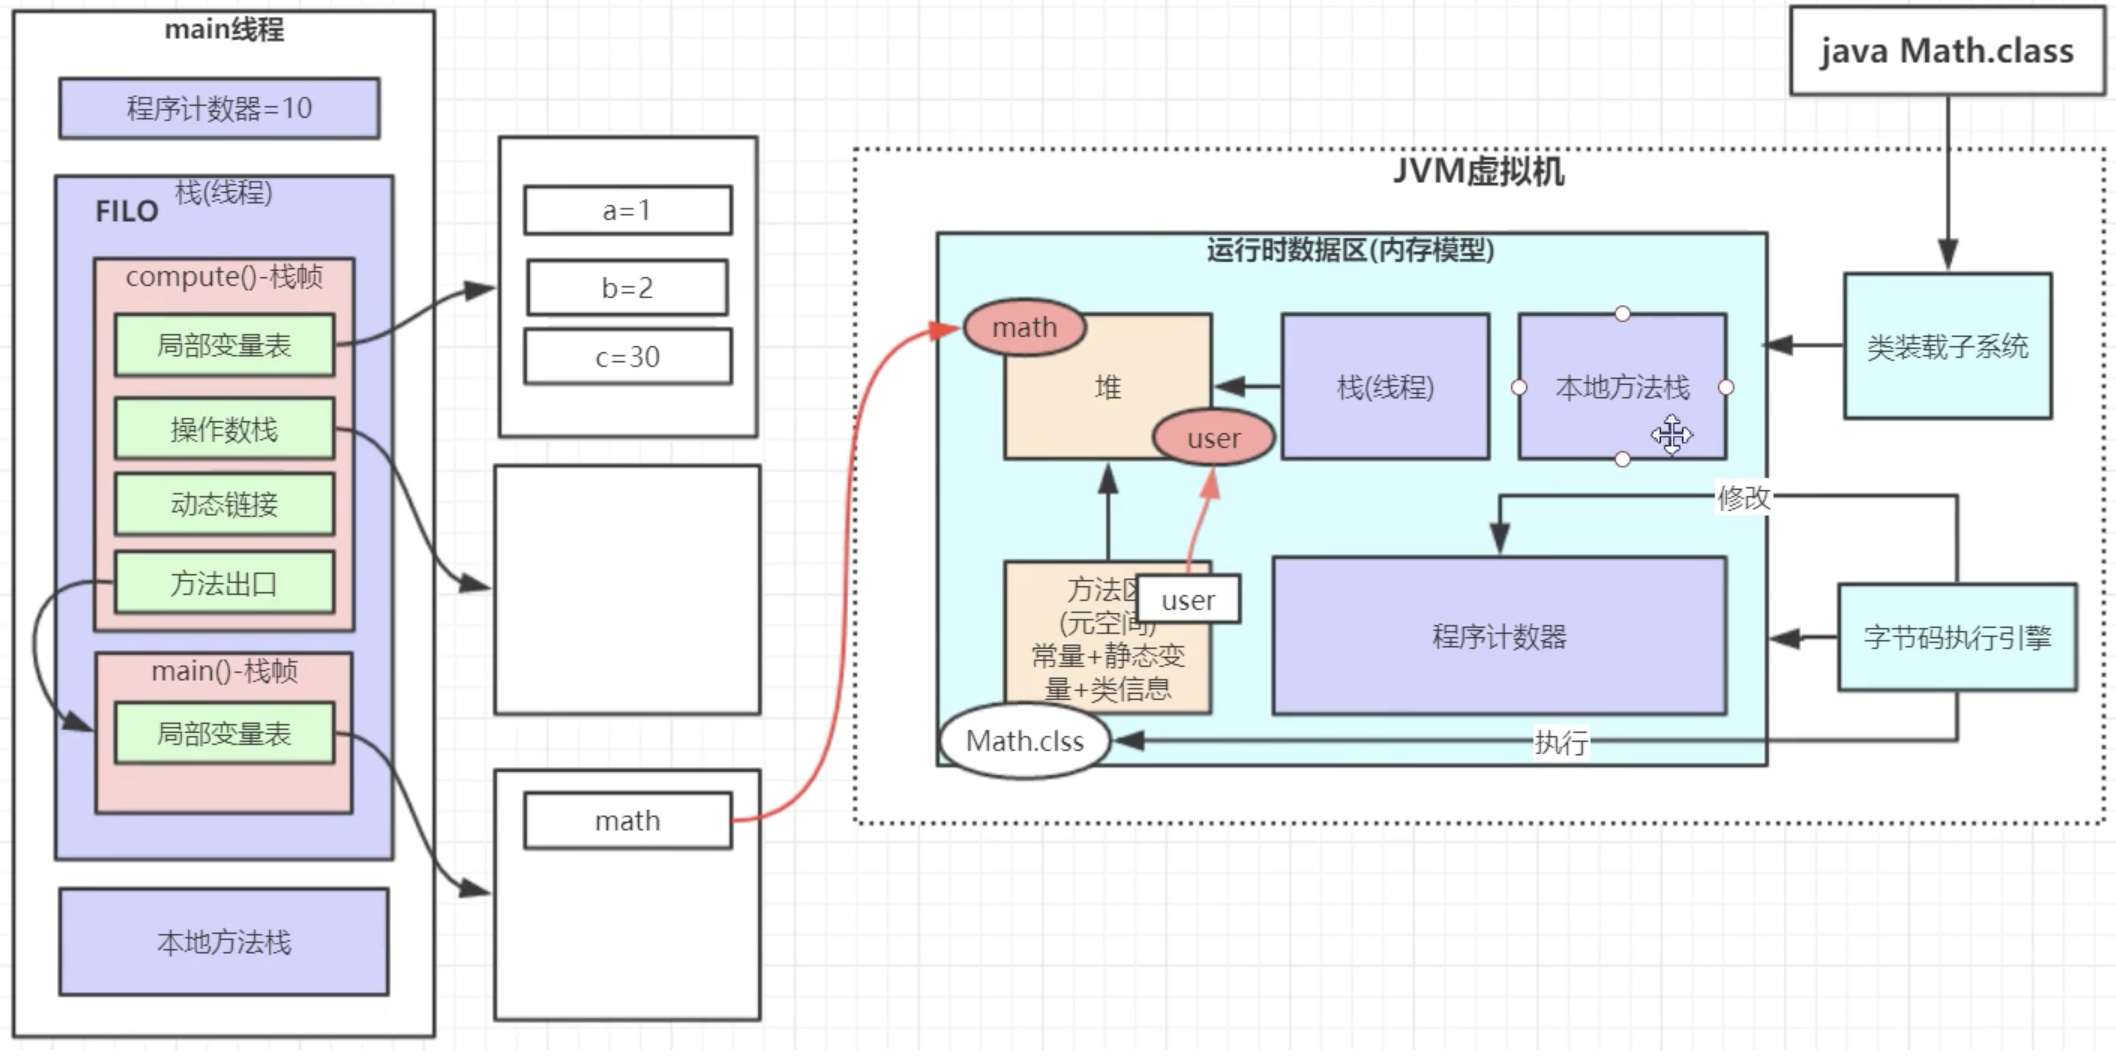 main线程
程序计数器=10
栈(线程)
FILO
compute()-栈帧
局部变量表
操作数栈
动态链接
方法出口
main()-栈帧
局部变量表
本地方法栈
a=1
b=2
c=30
math
java Math.class
JVM虚拟机
运行时数据区(内存模型)
math
堆
user
栈(线程)
本地方法栈
类装载子系统
修改
方法区
(元空间)
常量+静态变
量+类信息
user
程序计数器
字节码执行引擎
Math.clss
执行